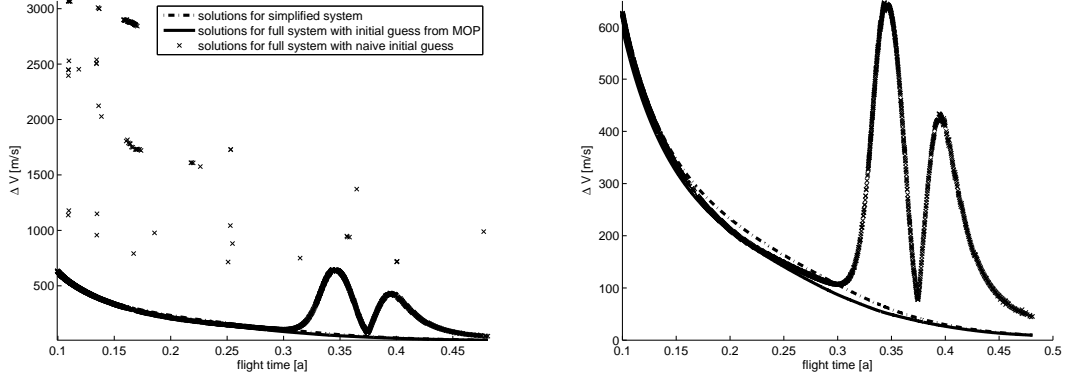 3000
2500
2000
1500
1000
500
Δ V [m/s]
solutions for simplified system
solutions for full system with initial guess from MOP
solutions for full system with naive initial guess
0.1 0.15 0.2 0.25 0.3 0.35 0.4 0.45
flight time [a]
600
500
400
300
200
100
0
Δ V [m/s]
0.1 0.15 0.2 0.25 0.3 0.35 0.4 0.45 0.5
flight time [a]